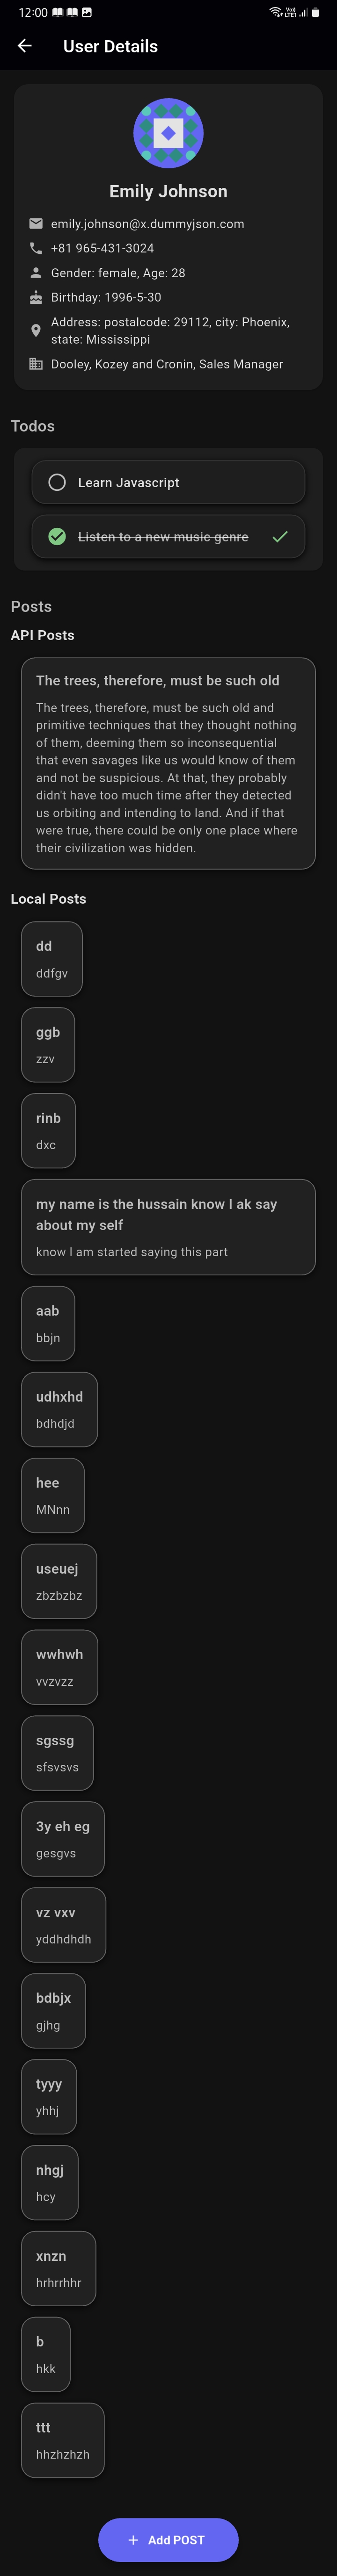 12:00
Vo)) LTE1
User Details
Emily Johnson
emily.johnson@x.dummyjson.com
+81 965-431-3024
Gender: female, Age: 28
Birthday: 1996-5-30
Address: postalcode: 29112, city: Phoenix,
state: Mississippi
Dooley, Kozey and Cronin, Sales Manager
Todos
Learn Javascript
Listen to a new music genre
Posts
API Posts
The trees, therefore, must be such old
The trees, therefore, must be such old and
primitive techniques that they thought nothing
of them, deeming them so inconsequential
that even savages like us would know of them
and not be suspicious. At that, they probably
didn't have too much time after they detected
us orbiting and intending to land. And if that
were true, there could be only one place where
their civilization was hidden.
Local Posts
dd
ddfgv
ggb
zzv
rinb
dxc
my name is the hussain know I ak say
about my self
know I am started saying this part
aab
bbjn
udhxhd
bdhdjd
hee
MNnn
useuej
zbzbzbz
wwhwh
vvzvzz
sgssg
sfsvsvs
3y eh eg
gesgvs
vz vxv
yddhdhdh
bdbjx
gjhg
tyyy
yhhj
nhgj
hcy
xnzn
hrhrrhhr
b
hkk
ttt
hhzhzhzh
+ Add POST